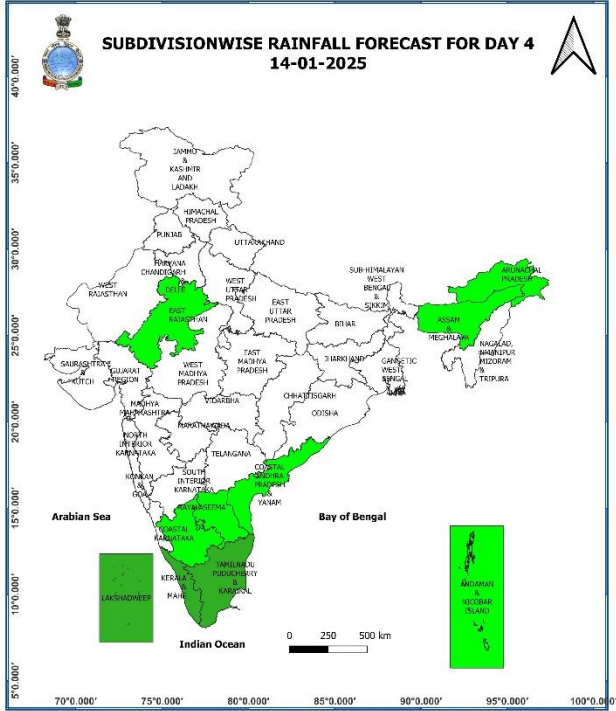 SUBDIVISIONWISE RAINFALL FORECAST FOR DAY 4
14-01-2025
JAMMO
&
KASHMIR
AND
LADAKH
HIMACHAL
PRADESH
PUNJAB
UTTARAKHAND
HARYANA
CHANDIGARH
DELHI
WEST
RAJASTHAN
WEST
UTTAR
PRADESH
EAST
RAJASTHAN
EAST
UTTAR
PRADESH
SUB-HIMALAYAN
WEST
BENGAL
&
SIKKIM
ARUNACHAL
PRADESH
ASSAM
&
MEGHALAYA
NAGALAD,
MANIPUR
MIZORAM
&
TRIPURA
BIHAR
SAURASHTRA
&
KUTCH
GUJARAT
REGION
WEST
MADHYA
PRADESH
EAST
MADHYA
PRADESH
JHARKHAND
GANGETIC
WEST
BENGAL
CHHATTISGARH
ODISHA
VIDARBHA
MADHYA
MAHARASHTRA
MARATHAWADA
NORTH
INTERIOR
KARNATAKA
TELANGANA
KONKAN
&
GOA
SOUTH
INTERIOR
KARNATAKA
COASTAL
ANDHRA
PRADESH
&
YANAM
RAYALASEEMA
COASTAL
KARNATAKA
Arabian Sea
Bay of Bengal
LAKSHADWEEP
KERALA
&
MAHE
TAMILNADU
PUDUCHERRY
&
KARAIKAL
ANDAMAN
&
NICOBAR
ISLAND
Indian Ocean
0 250 500 km
40°0.000'
35°0.000'
30°0.000'
25°0.000'
20°0.000'
15°0.000'
10°0.000'
5°0.000'
70°0.000' 75°0.000' 80°0.000' 85°0.000' 90°0.000' 95°0.000' 100°0.000'